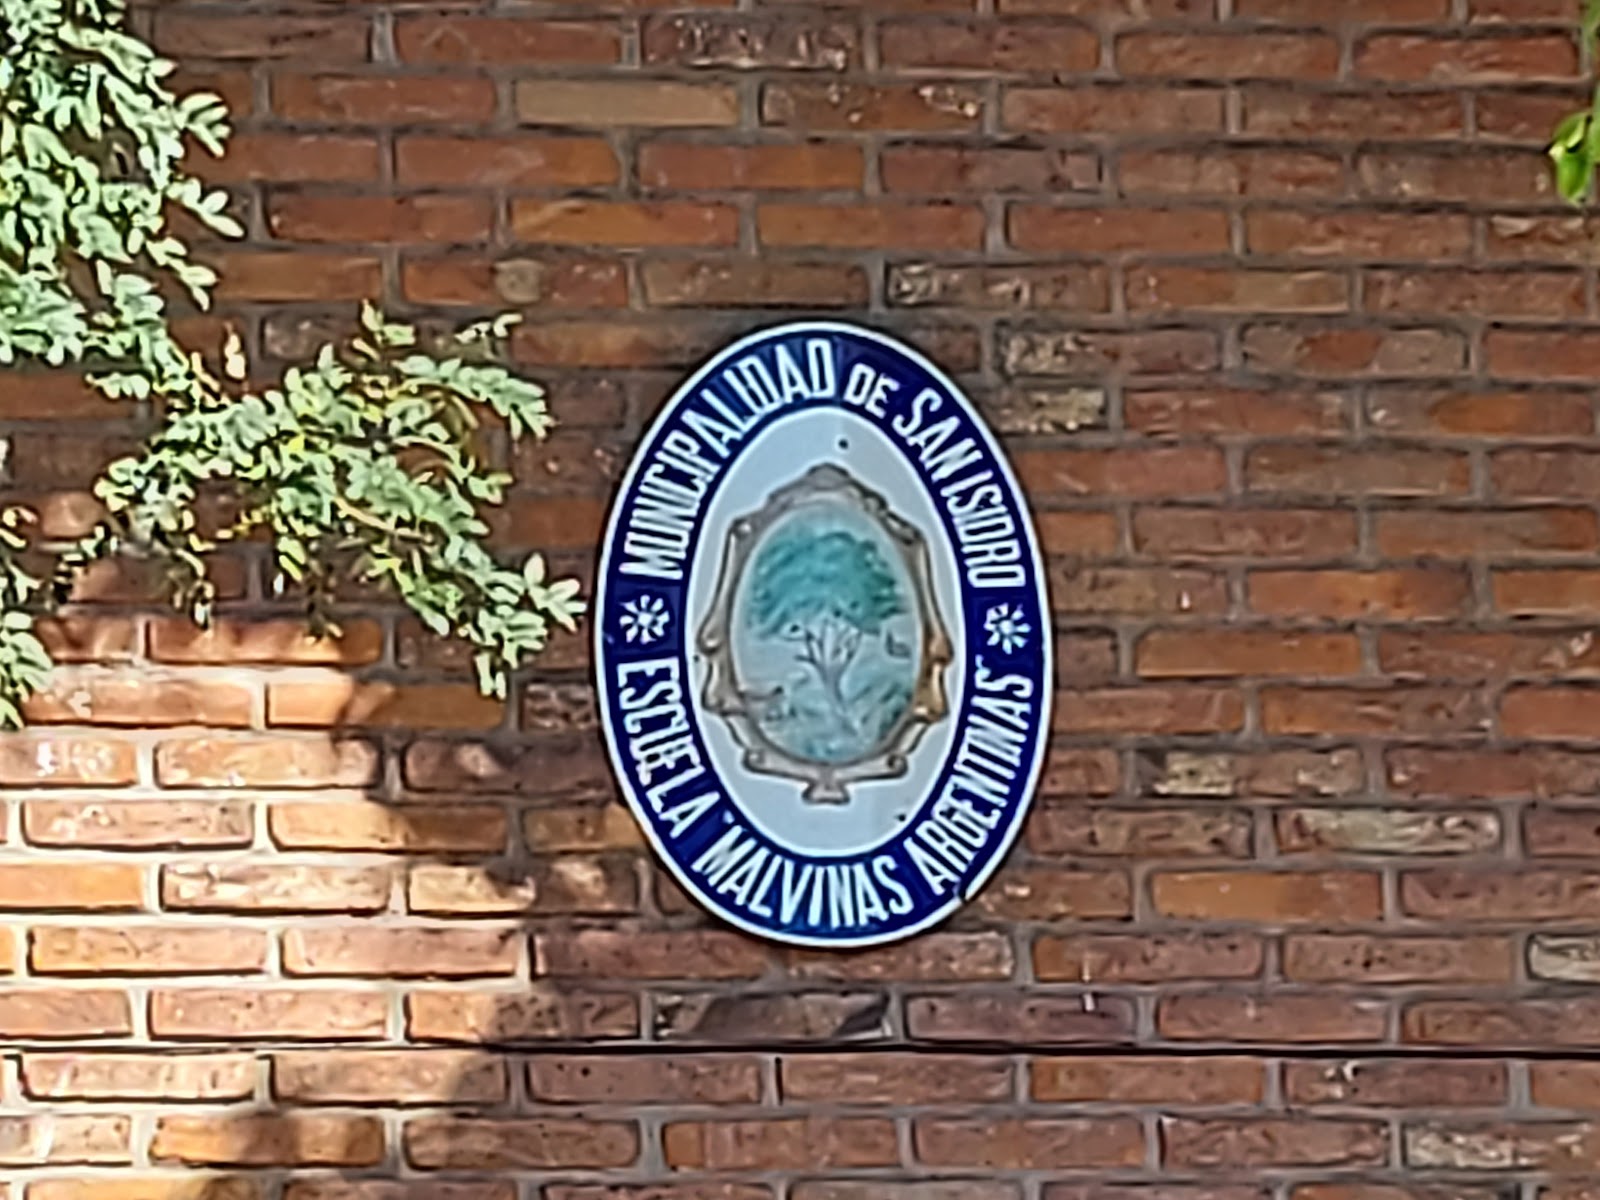 MUNICIPALIDAD DE SAN ISIDRO
ESCUELA "MALVINAS ARGENTINAS"